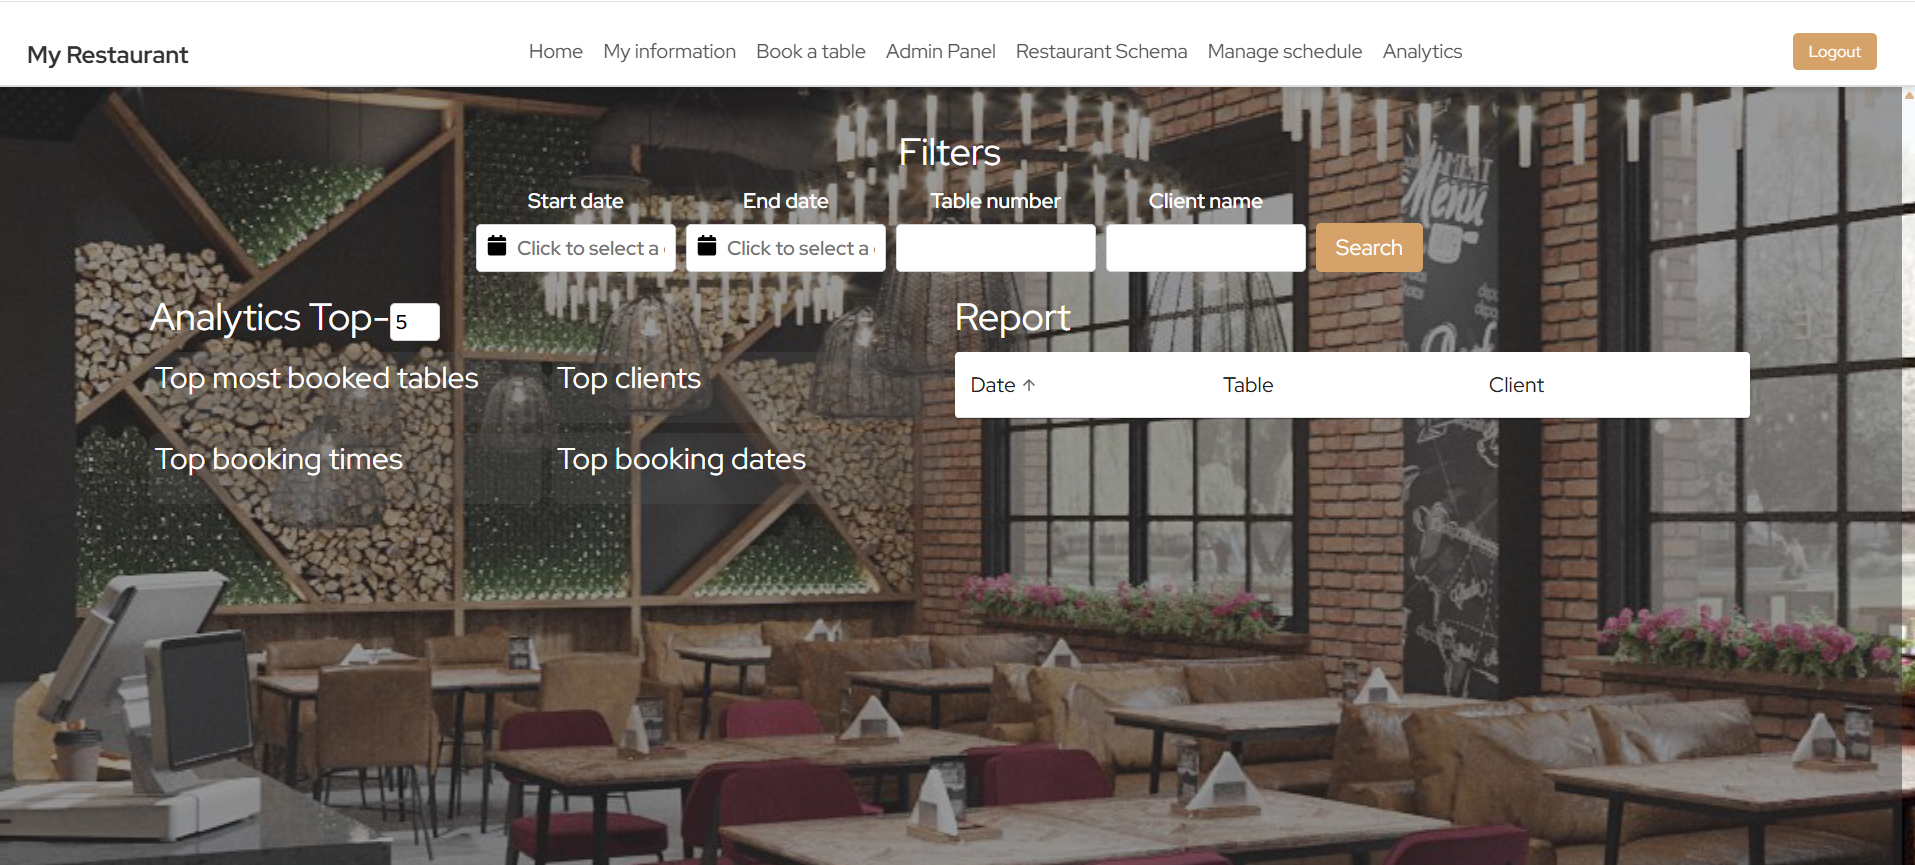 My Restaurant
Home My information Book a table Admin Panel Restaurant Schema Manage schedule Analytics
Logout
Filters
Start date End date Table number Client name
Click to select a Click to select a Search
Analytics Top-5
Report
Top most booked tables Top clients
Date ↑ Table Client
Top booking times Top booking dates
Menu